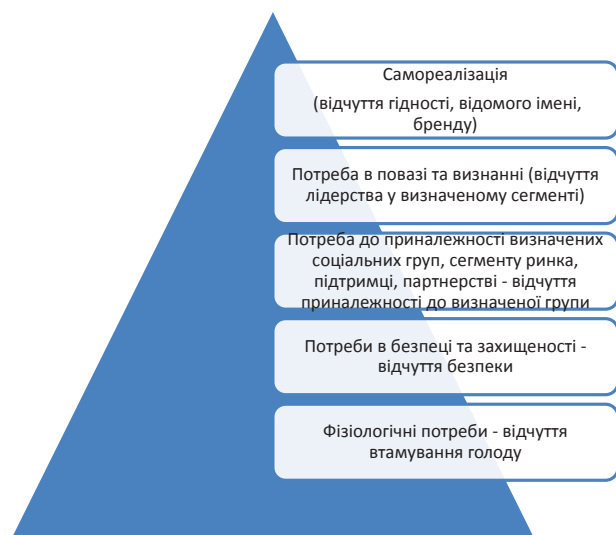 Самореалізація
(відчуття гідності, відомого імені,
бренду)
Потреба в повазі та визнанні (відчуття
лідерства у визначеному сегменті)
Потреба до приналежності визначених
соціальних груп, сегменту ринка,
підтримці, партнерстві - відчуття
приналежності до визначеної групи
Потреби в безпеці та захищеності -
відчуття безпеки
Фізіологічні потреби - відчуття
втамування голоду